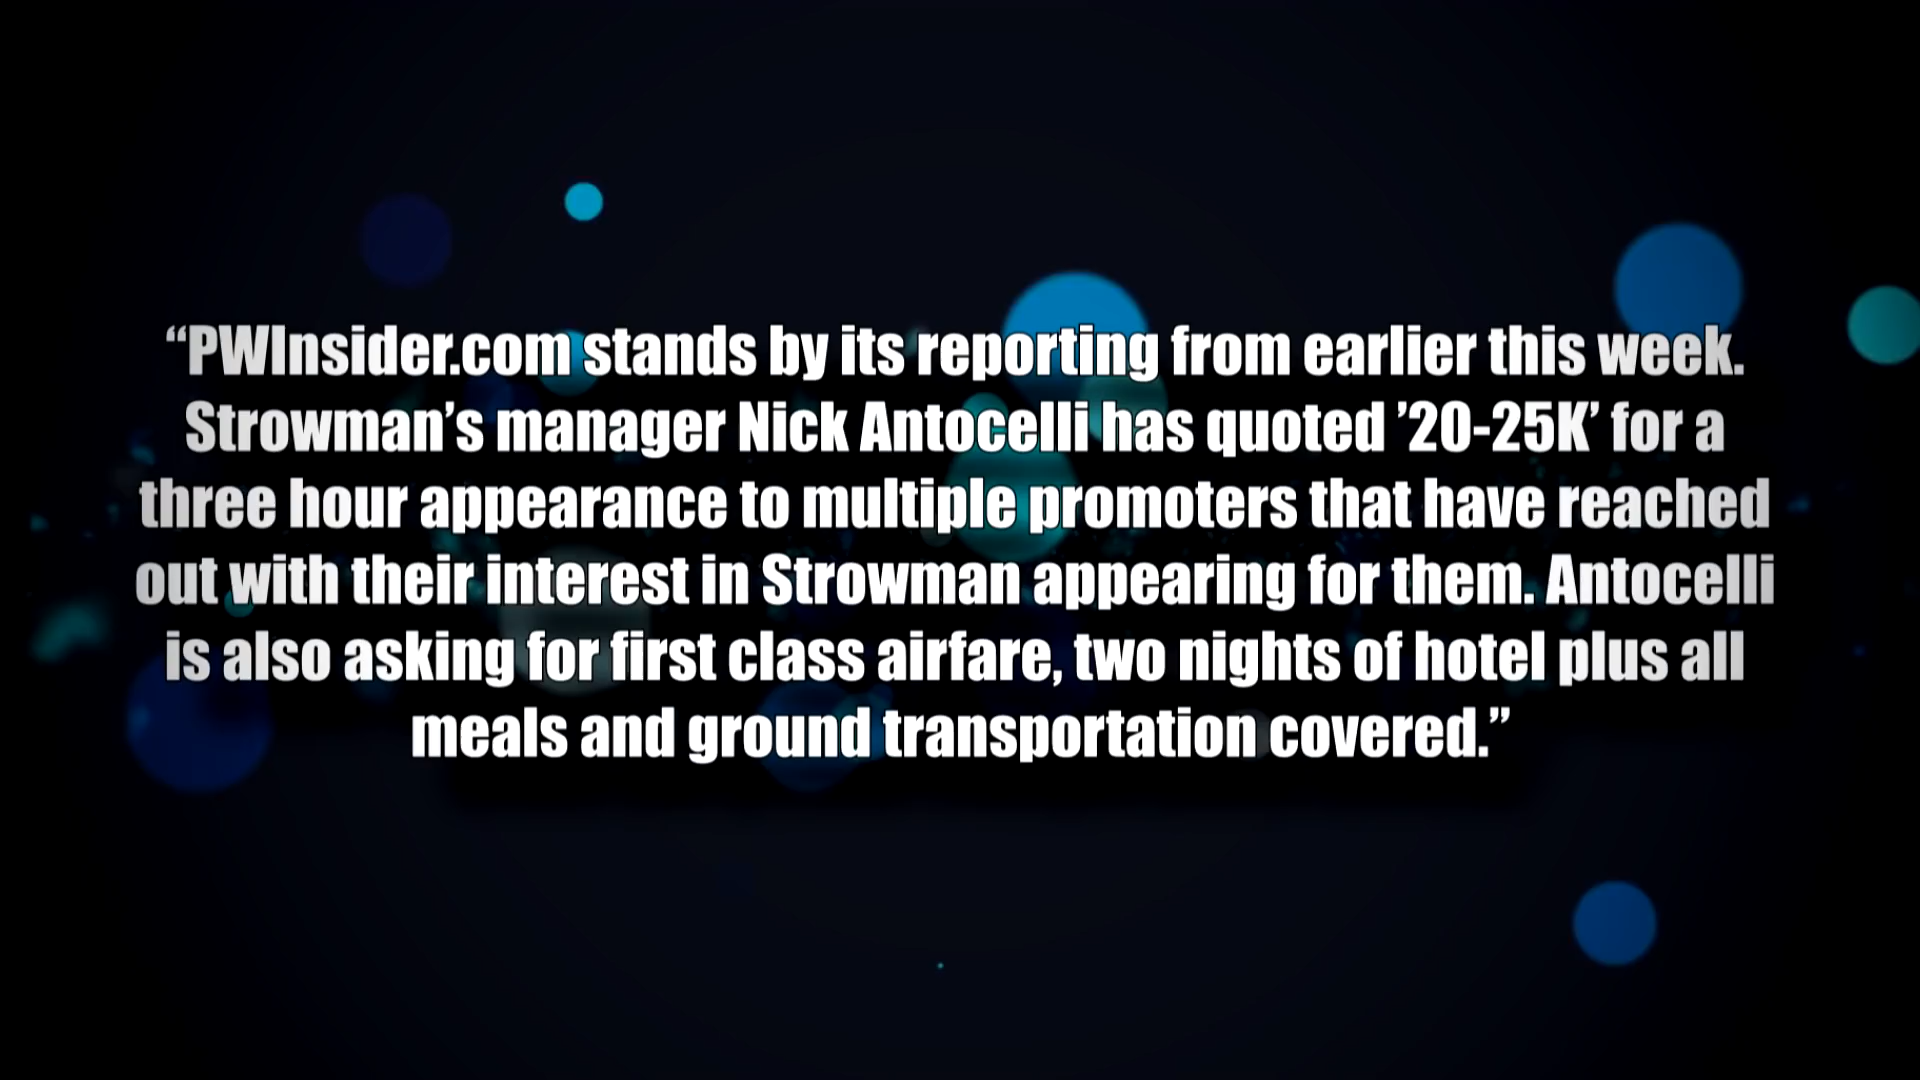 “PWInsider.com stands by its reporting from earlier this week.
Strowman’s manager Nick Antocelli has quoted ’20-25K’ for a
three hour appearance to multiple promoters that have reached
out with their interest in Strowman appearing for them. Antocelli
is also asking for first class airfare, two nights of hotel plus all
meals and ground transportation covered.”